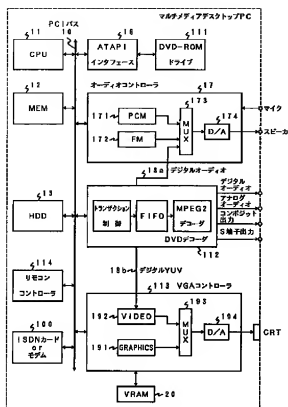 マルチメディアデスクトップPC
PCIバス
11
10
16
111
CPU
ATAPI
インタフェース
DVD-ROM
ドライブ
12
オーディオコントローラ
17
MEM
173
マイク
171
PCM
174
172
FM
MUX
D/A
スピーカ
18a
デジタルオーディオ
13
HDD
トランザクション
制御
FIFO
MPEG2
デコーダ
DVDデコーダ
112
デジタル
オーディオ
アナログ
オーディオ
コンポジット
出力
S端子出力
114
リモコン
コントローラ
18b
デジタルYUV
113
VGAコントローラ
100
ISDNカード
or
モデム
192
VIDEO
193
191
GRAPHICS
MUX
194
D/A
CRT
VRAM
20